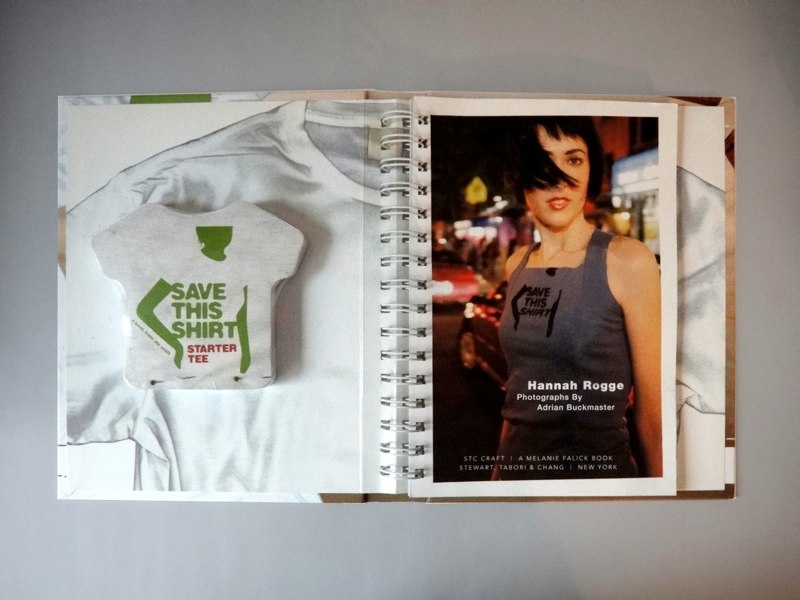 SAVE
THIS
SHIRT
STARTER
TEE
SAVE
THIS
SHIRT
Hannah Rogge
Photographs By
Adrian Buckmaster
STC CRAFT | A MELANIE FALICK BOOK
STEWART, TABORI & CHANG | NEW YORK